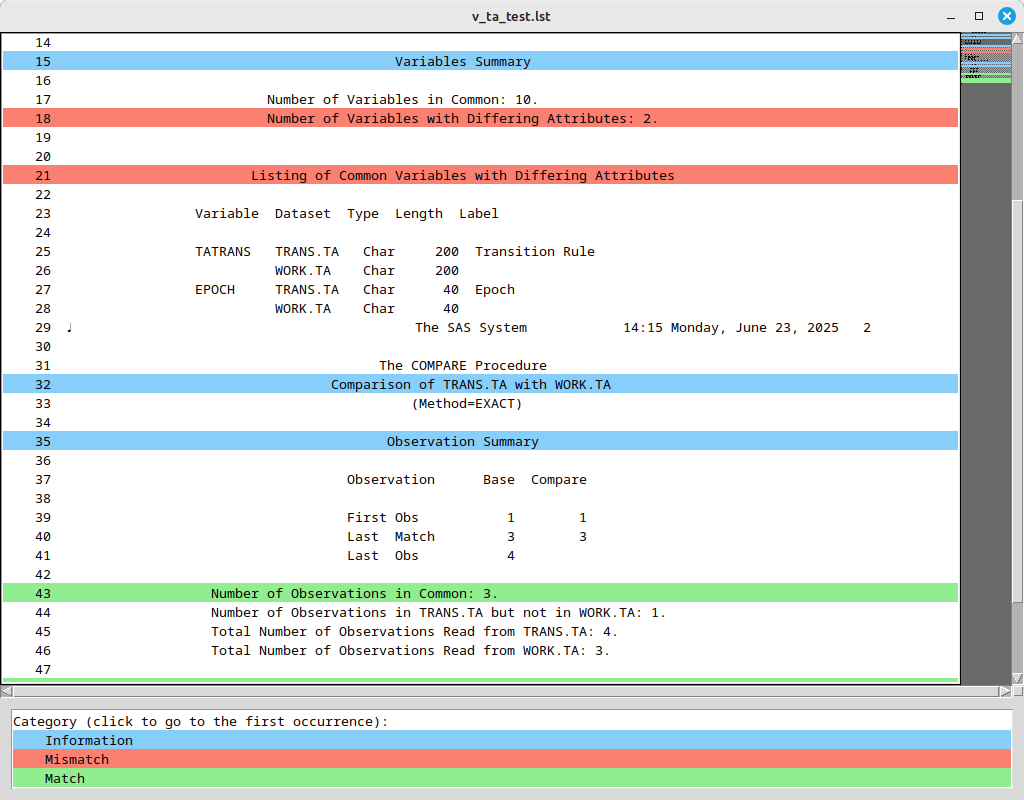 v_ta_test.lst
14
15 Variables Summary
16
17 Number of Variables in Common: 10.
18 Number of Variables with Differing Attributes: 2.
19
20
21 Listing of Common Variables with Differing Attributes
22
23 Variable Dataset Type Length Label
24
25 TATRANS TRANS.TA Char 200 Transition Rule
26 WORK.TA Char 200
27 EPOCH TRANS.TA Char 40 Epoch
28 WORK.TA Char 40
29 ♩ The SAS System 14:15 Monday, June 23, 2025 2
30
31 The COMPARE Procedure
32 Comparison of TRANS.TA with WORK.TA
33 (Method=EXACT)
34
35 Observation Summary
36
37 Observation Base Compare
38
39 First Obs 1 1
40 Last Match 3 3
41 Last Obs 4
42
43 Number of Observations in Common: 3.
44 Number of Observations in TRANS.TA but not in WORK.TA: 1.
45 Total Number of Observations Read from TRANS.TA: 4.
46 Total Number of Observations Read from WORK.TA: 3.
47
Category (click to go to the first occurrence):
Information
Mismatch
Match